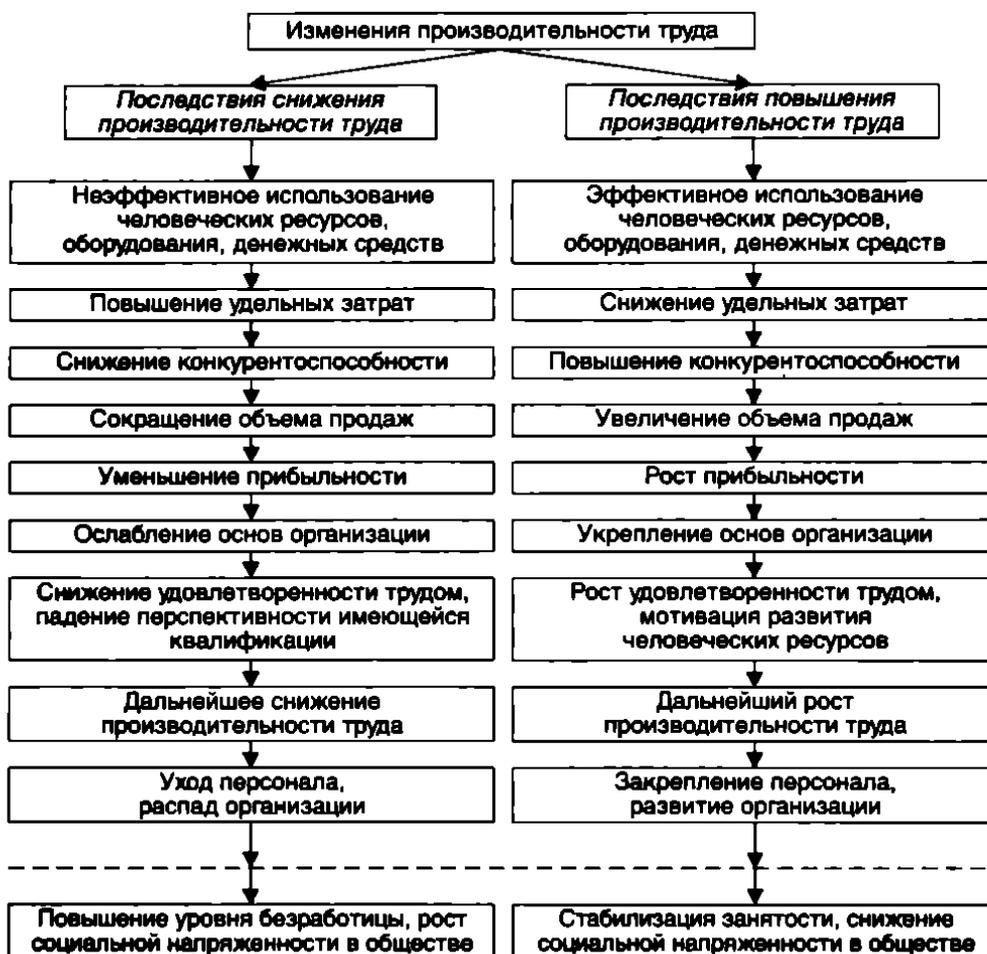 Изменения производительности труда
Последствия снижения
производительности труда
Неэффективное использование
человеческих ресурсов,
оборудования, денежных средств
Повышение удельных затрат
Снижение конкурентоспособности
Сокращение объема продаж
Уменьшение прибыльности
Ослабление основ организации
Снижение удовлетворенности трудом,
падение перспективности имеющейся
квалификации
Дальнейшее снижение
производительности труда
Уход персонала,
распад организации
Повышение уровня безработицы, рост
социальной напряженности в обществе
Последствия повышения
производительности труда
Эффективное использование
человеческих ресурсов,
оборудования, денежных средств
Снижение удельных затрат
Повышение конкурентоспособности
Увеличение объема продаж
Рост прибыльности
Укрепление основ организации
Рост удовлетворенности трудом,
мотивация развития
человеческих ресурсов
Дальнейший рост
производительности труда
Закрепление персонала,
развитие организации
Стабилизация занятости, снижение
социальной напряженности в обществе